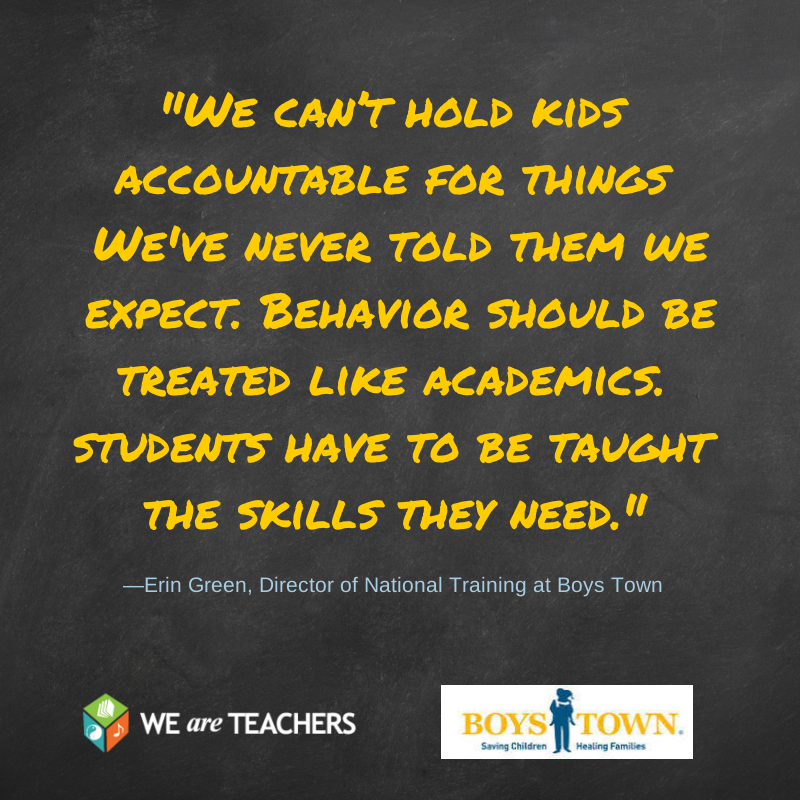 "We can't hold kids
accountable for things
We've never told them we
expect. Behavior should be
treated like academics.
students have to be taught
the skills they need."
—Erin Green, Director of National Training at Boys Town
WE are TEACHERS
BOYS TOWN®
Saving Children Healing Families